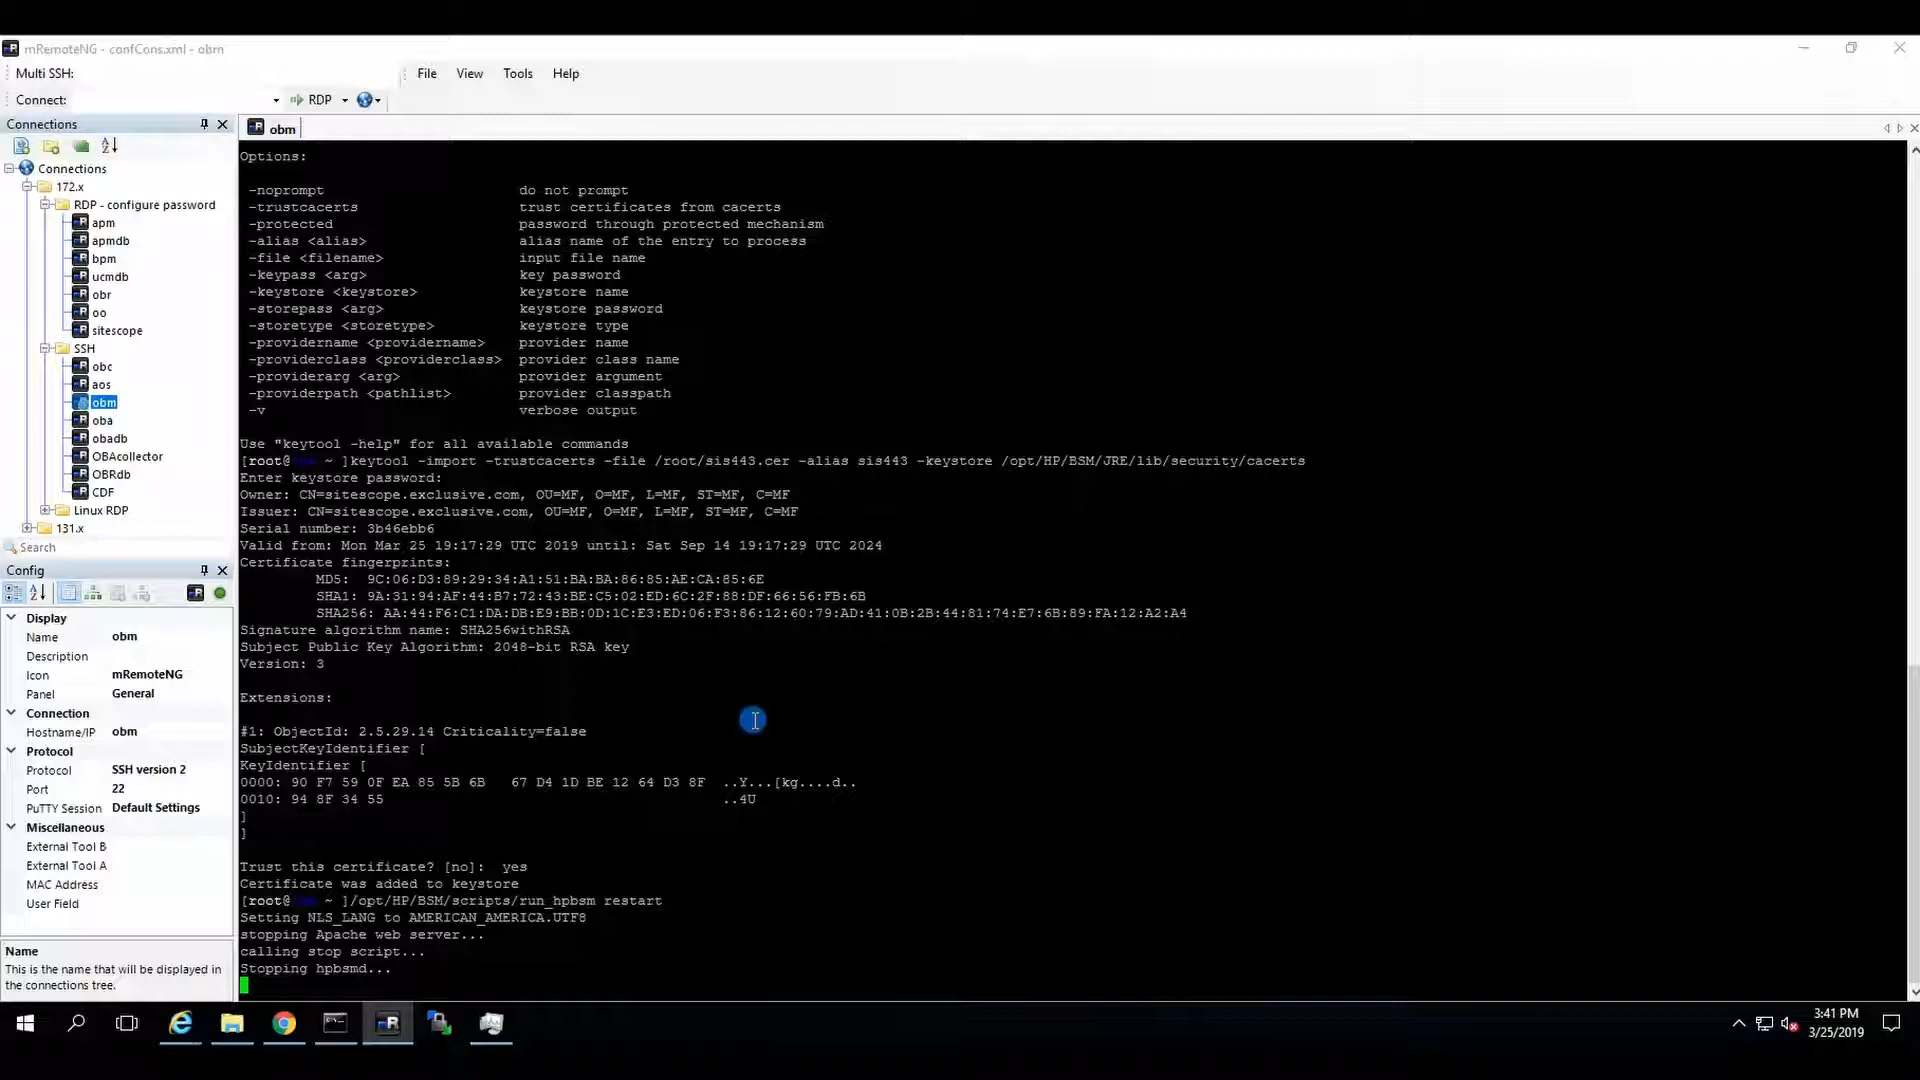 mRemoteNG - confCons.xml - obm
Multi SSH:
File View Tools Help
Connect:
RDP
Connections
obm
Connections
172.x
RDP - configure password
apm
apmdb
bpm
ucmdb
obr
oo
sitescope
SSH
obc
aos
obm
oba
obadb
OBAcollector
OBRdb
CDF
Linux RDP
131.x
Search
Config
Display
Name obm
Description
Icon mRemoteNG
Panel General
Connection
Hostname/IP obm
Protocol
Protocol SSH version 2
Port 22
PuTTY Session Default Settings
Miscellaneous
External Tool B
External Tool A
MAC Address
User Field
Name
This is the name that will be displayed in
the connections tree.
Options:
-noprompt do not prompt
-trustcacerts trust certificates from cacerts
-protected password through protected mechanism
-alias <alias> alias name of the entry to process
-file <filename> input file name
-keypass <arg> key password
-keystore <keystore> keystore name
-storepass <arg> keystore password
-storetype <storetype> keystore type
-providername <providername> provider name
-providerclass <providerclass> provider class name
-providerarg <arg> provider argument
-providerpath <pathlist> provider classpath
-v verbose output
Use "keytool -help" for all available commands
[root@ ~ ]keytool -import -trustcacerts -file /root/sis443.cer -alias sis443 -keystore /opt/HP/BSM/JRE/lib/security/cacerts
Enter keystore password:
Owner: CN=sitescope.exclusive.com, OU=MF, O=MF, L=MF, ST=MF, C=MF
Issuer: CN=sitescope.exclusive.com, OU=MF, O=MF, L=MF, ST=MF, C=MF
Serial number: 3b46ebb6
Valid from: Mon Mar 25 19:17:29 UTC 2019 until: Sat Sep 14 19:17:29 UTC 2024
Certificate fingerprints:
MD5: 9C:06:D3:89:29:34:A1:51:BA:BA:86:85:AE:CA:85:6E
SHA1: 9A:31:94:AF:44:B7:72:43:BE:C5:02:ED:6C:2F:88:DF:66:56:FB:6B
SHA256: AA:44:F6:C1:DA:DB:E9:BB:0D:1C:E3:ED:06:F3:86:12:60:79:AD:41:0B:2B:44:81:74:E7:6B:89:FA:12:A2:A4
Signature algorithm name: SHA256withRSA
Subject Public Key Algorithm: 2048-bit RSA key
Version: 3
Extensions:
#1: ObjectId: 2.5.29.14 Criticality=false
SubjectKeyIdentifier [
KeyIdentifier [
0000: 90 F7 59 0F EA 85 5B 6B 67 D4 1D BE 12 64 D3 8F ..Y...[kg....d..
0010: 94 8F 34 55 ..4U
]
]
Trust this certificate? [no]: yes
Certificate was added to keystore
[root@ ~ ]/opt/HP/BSM/scripts/run_hpbsm restart
Setting NLS_LANG to AMERICAN_AMERICA.UTF8
stopping Apache web server...
calling stop script...
Stopping hpbsmd...
3:41 PM
3/25/2019